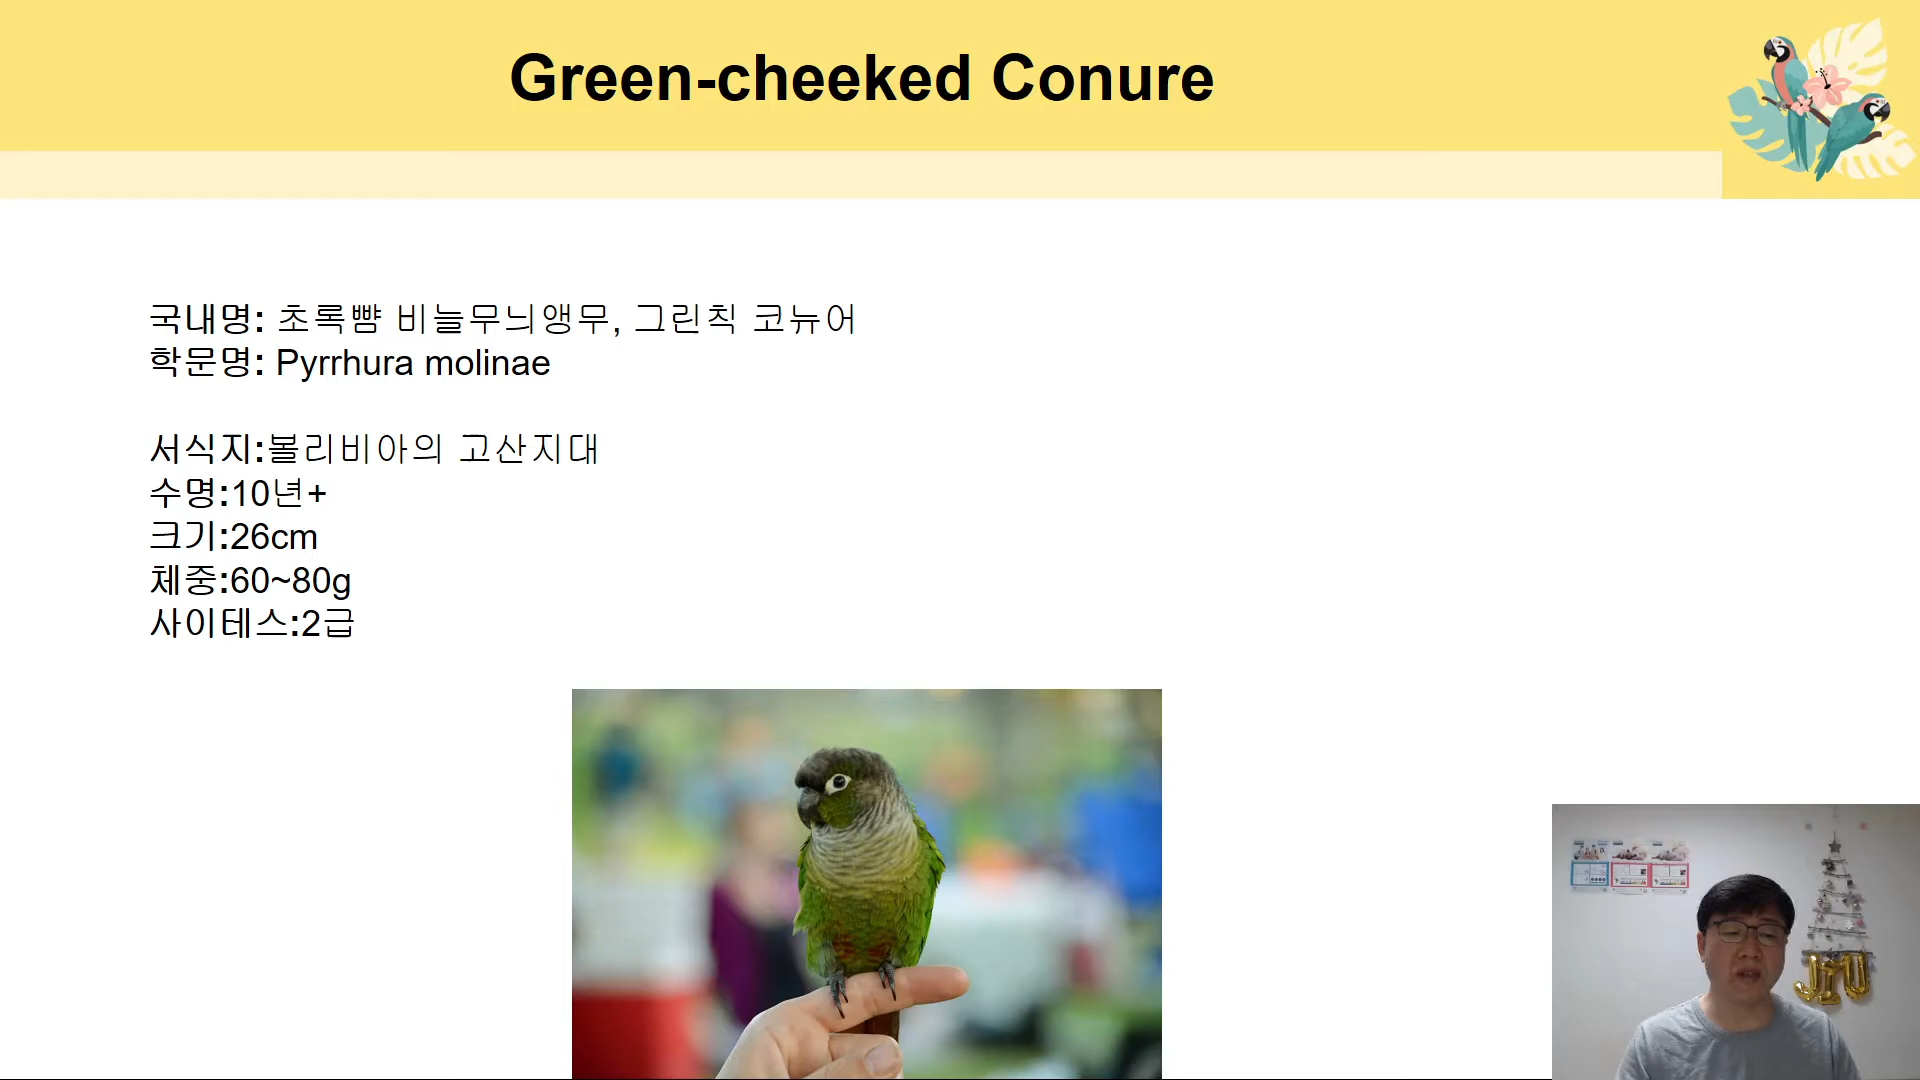 Green-cheeked Conure
국내명: 초록뺨 비늘무늬앵무, 그린칙 코뉴어
학문명: Pyrrhura molinae
서식지:볼리비아의 고산지대
수명:10년+
크기:26cm
체중:60~80g
사이테스:2급